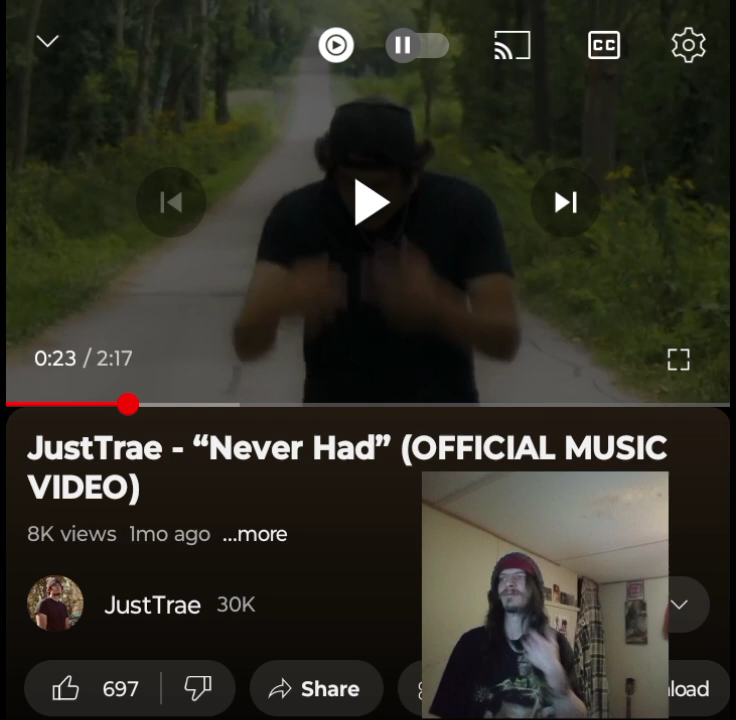 CC
0:23 / 2:17
JustTrae - “Never Had” (OFFICIAL MUSIC
VIDEO)
8K views 1mo ago ...more
JustTrae 30K
697 Share load